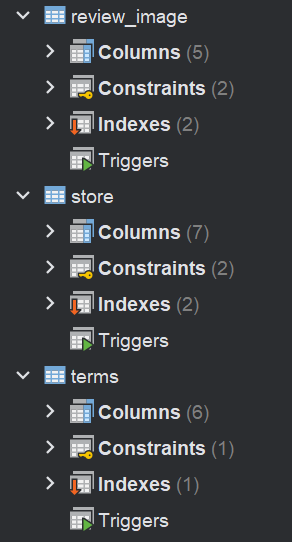 review_image
Columns (5)
Constraints (2)
Indexes (2)
Triggers
store
Columns (7)
Constraints (2)
Indexes (2)
Triggers
terms
Columns (6)
Constraints (1)
Indexes (1)
Triggers